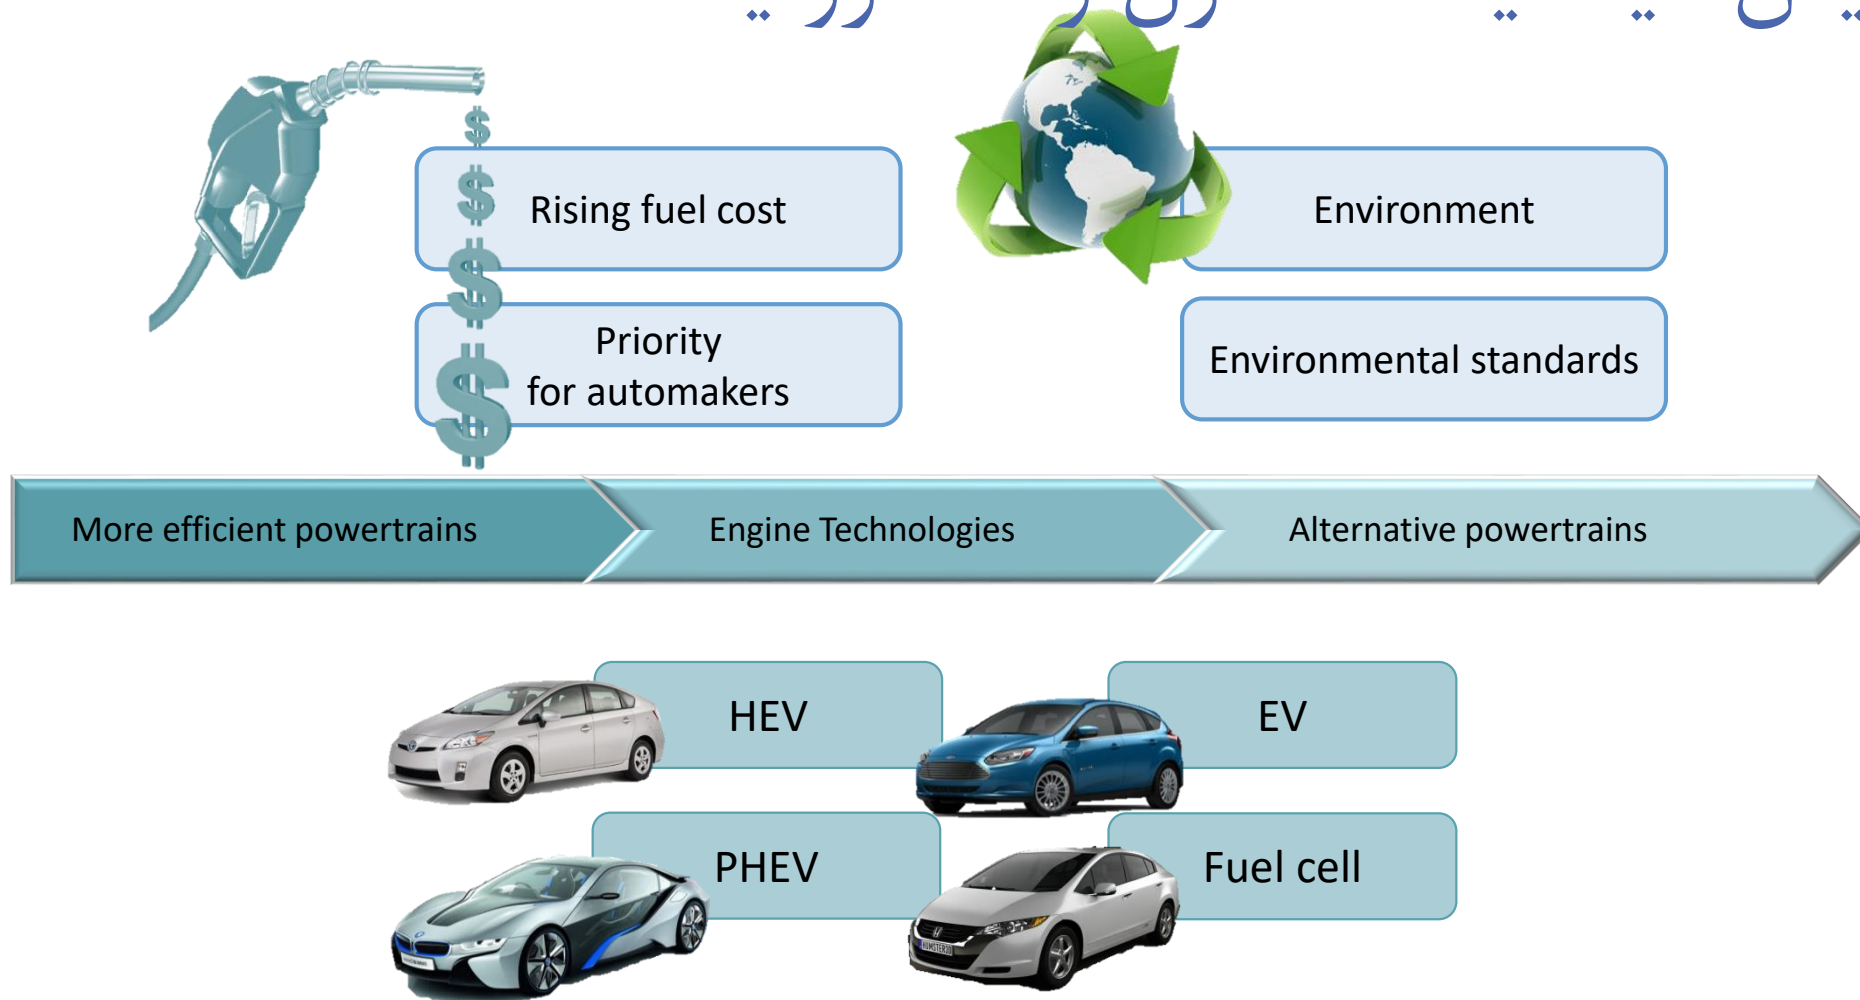 Rising fuel cost
Environment
Priority
for automakers
Environmental standards
More efficient powertrains
Engine Technologies
Alternative powertrains
HEV
EV
PHEV
Fuel cell